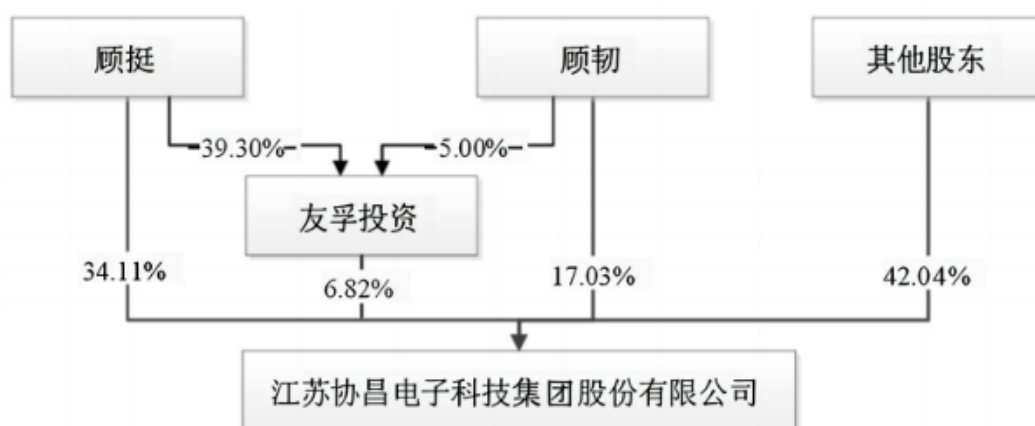 顾挺
顾韧
其他股东
39.30%
5.00%
友孚投资
34.11%
6.82%
17.03%
42.04%
江苏协昌电子科技集团股份有限公司